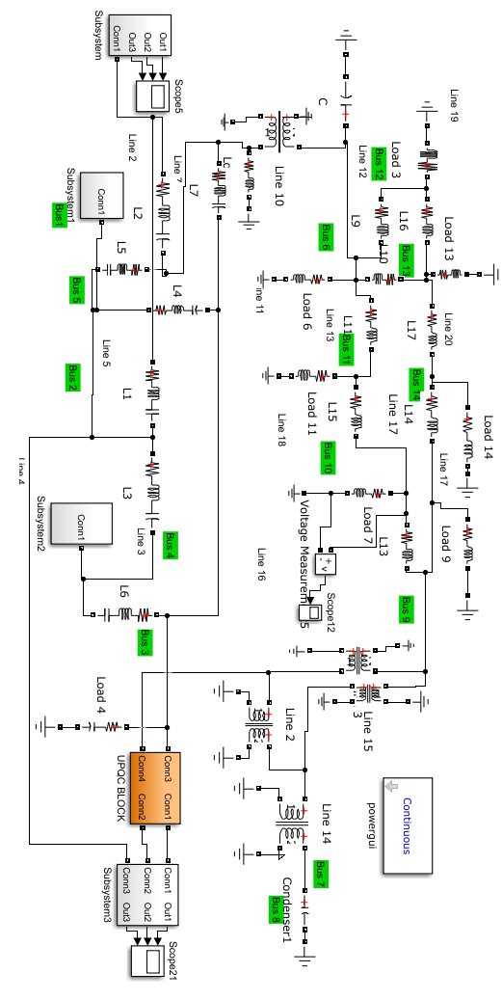 Subsystem
Conn1
Out3
Out2
Out1
Scope5
Line 2
Line 7
L2
L7
Lc
Line 10
C
Line 12
Bus 12
Load 3
Line 19
L16
L9
L10
Load 13
Bus 6
Bus 13
Subsystem1
Conn1
Bus1
L5
Bus 5
L4
Line 5
Bus 2
L1
Load 6
Line 13
L11
Bus 11
L17
Line 20
Bus 14
L14
Line 17
L15
Load 11
Line 18
Load 14
Line 17
Bus 10
Line 4
Subsystem2
Conn1
L3
Line 3
Bus 4
L6
Bus 3
Line 16
Voltage Measurem
5
+ v
-
Scope12
Load 7
L13
Load 9
Bus 9
Load 4
Line 2
Line 15
3
UPQC BLOCK
Conn4
Conn3
Conn2
Conn1
Line 14
Continuous
powergui
Bus 7
Bus 8
Condenser1
Subsystem3
Conn3
Conn2
Conn1
Out3
Out2
Out1
Scope21